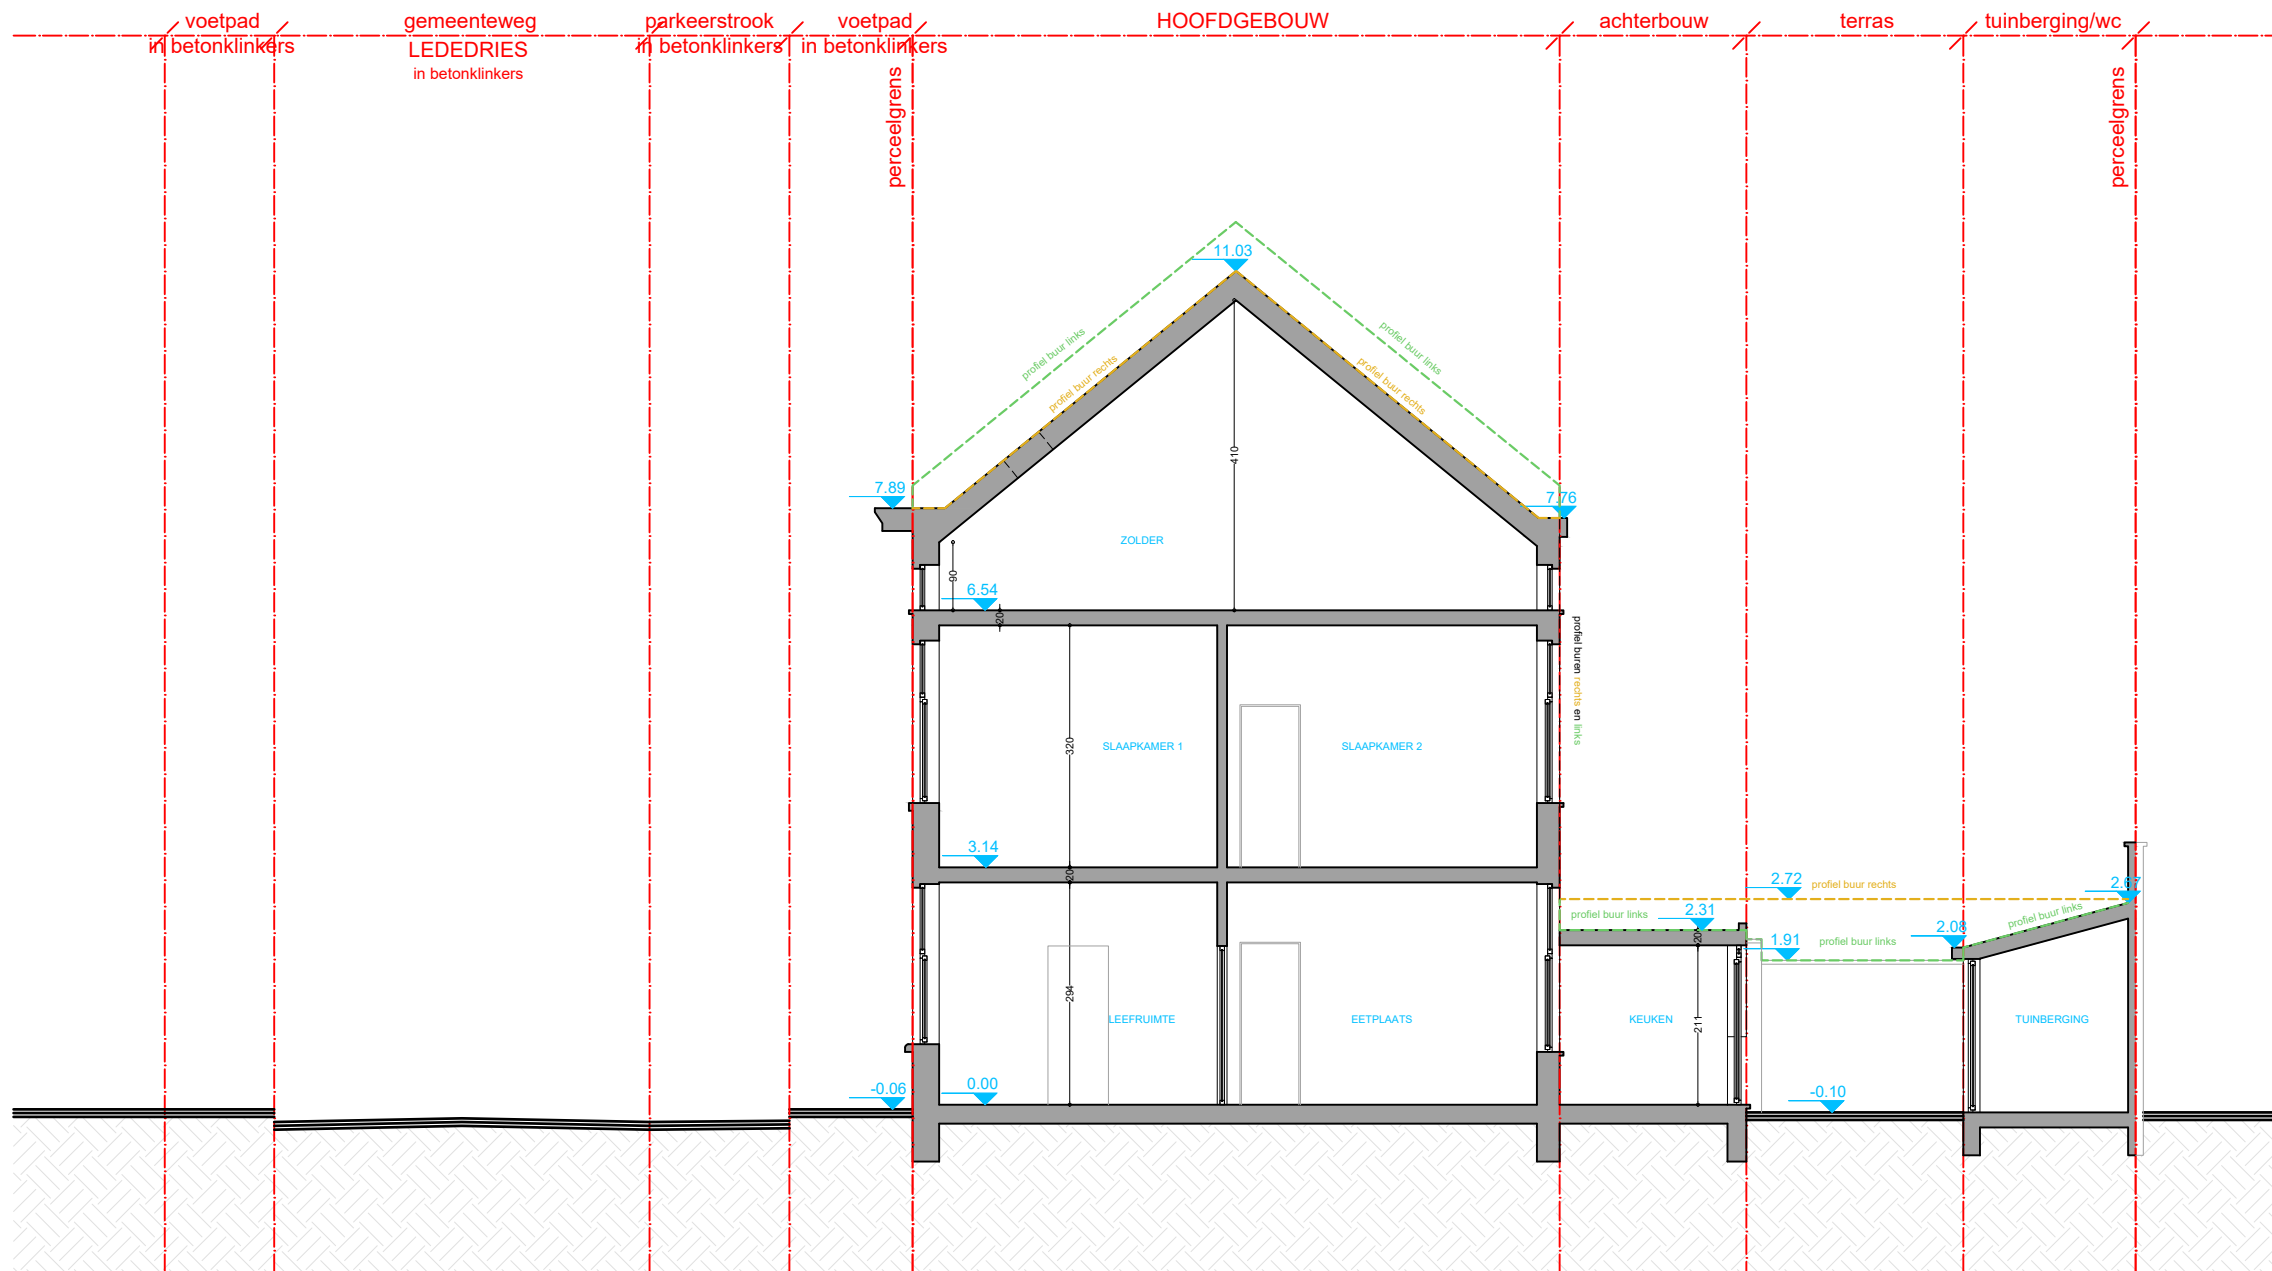 voetpad
in betonklinkers
gemeenteweg
LEDEDRIES
in betonklinkers
parkeerstrook
in betonklinkers
voetpad
in betonklinkers
HOOFDGEBOUW
achterbouw
terras
tuinberging/wc
perceelgrens
perceelgrens
11.03
profiel buur links
profiel buur rechts
profiel buur links
profiel buur rechts
410
7.89
7.76
ZOLDER
90
6.54
20
profiel buren rechts en links
320
SLAAPKAMER 1
SLAAPKAMER 2
3.14
20
2.72
profiel buur rechts
2.67
profiel buur links
2.31
profiel buur links
20
1.91
profiel buur links
2.08
294
LEEFRUIMTE
EETPLAATS
KEUKEN
211
TUINBERGING
-0.06
0.00
-0.10